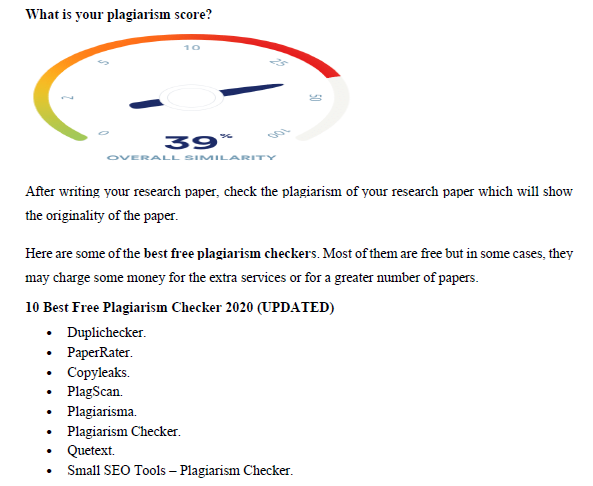 What is your plagiarism score?
10
5
25
2
50
0
100
39%
OVERALL SIMILARITY
After writing your research paper, check the plagiarism of your research paper which will show
the originality of the paper.
Here are some of the best free plagiarism checkers. Most of them are free but in some cases, they
may charge some money for the extra services or for a greater number of papers.
10 Best Free Plagiarism Checker 2020 (UPDATED)
• Duplichecker.
• PaperRater.
• Copyleaks.
• PlagScan.
• Plagiarisma.
• Plagiarism Checker.
• Quetext.
• Small SEO Tools – Plagiarism Checker.